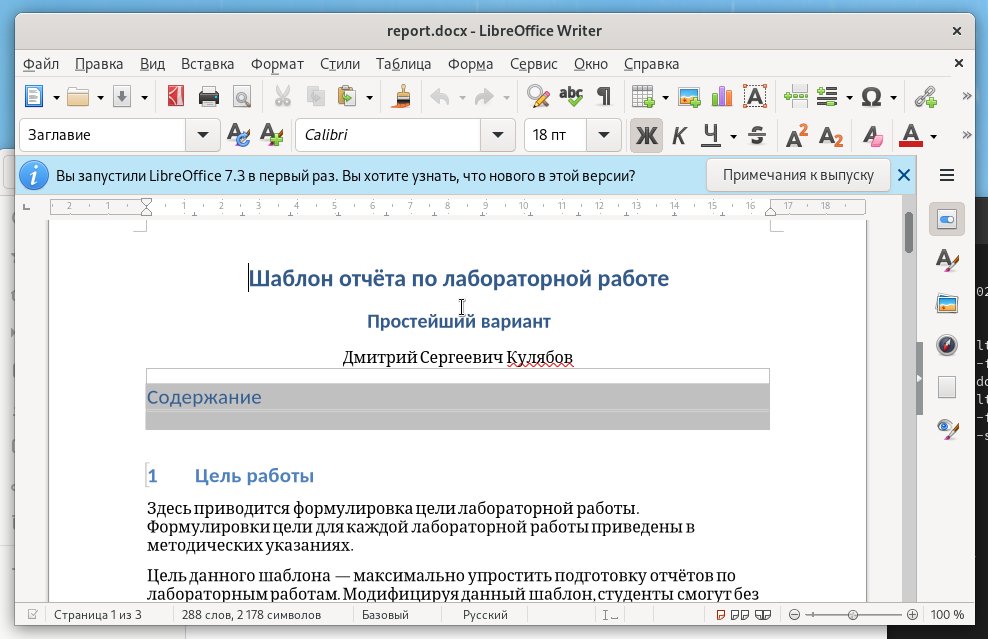 report.docx - LibreOffice Writer
Файл Правка Вид Вставка Формат Стили Таблица Форма Сервис Окно Справка
Заглавие Calibri 18 пт Ж К Ч S A2 A2 A A
Вы запустили LibreOffice 7.3 в первый раз. Вы хотите узнать, что нового в этой версии? Примечания к выпуску
2 1 1 2 3 4 5 6 7 8 9 10 11 12 13 14 15 16 17 18
Шаблон отчёта по лабораторной работе
Простейший вариант
Дмитрий Сергеевич Кулябов
Содержание
1 Цель работы
Здесь приводится формулировка цели лабораторной работы.
Формулировки цели для каждой лабораторной работы приведены в
методических указаниях.
Цель данного шаблона — максимально упростить подготовку отчётов по
лабораторным работам. Модифицируя данный шаблон, студенты смогут без
Страница 1 из 3 288 слов, 2 178 символов Базовый Русский 100 %